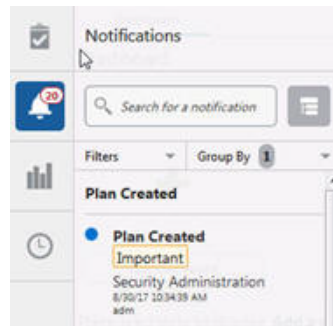 Notifications
20
Search for a notification
Filters Group By 1
Plan Created
Plan Created
Important
Security Administration
8/30/17 10:34:39 AM
adm